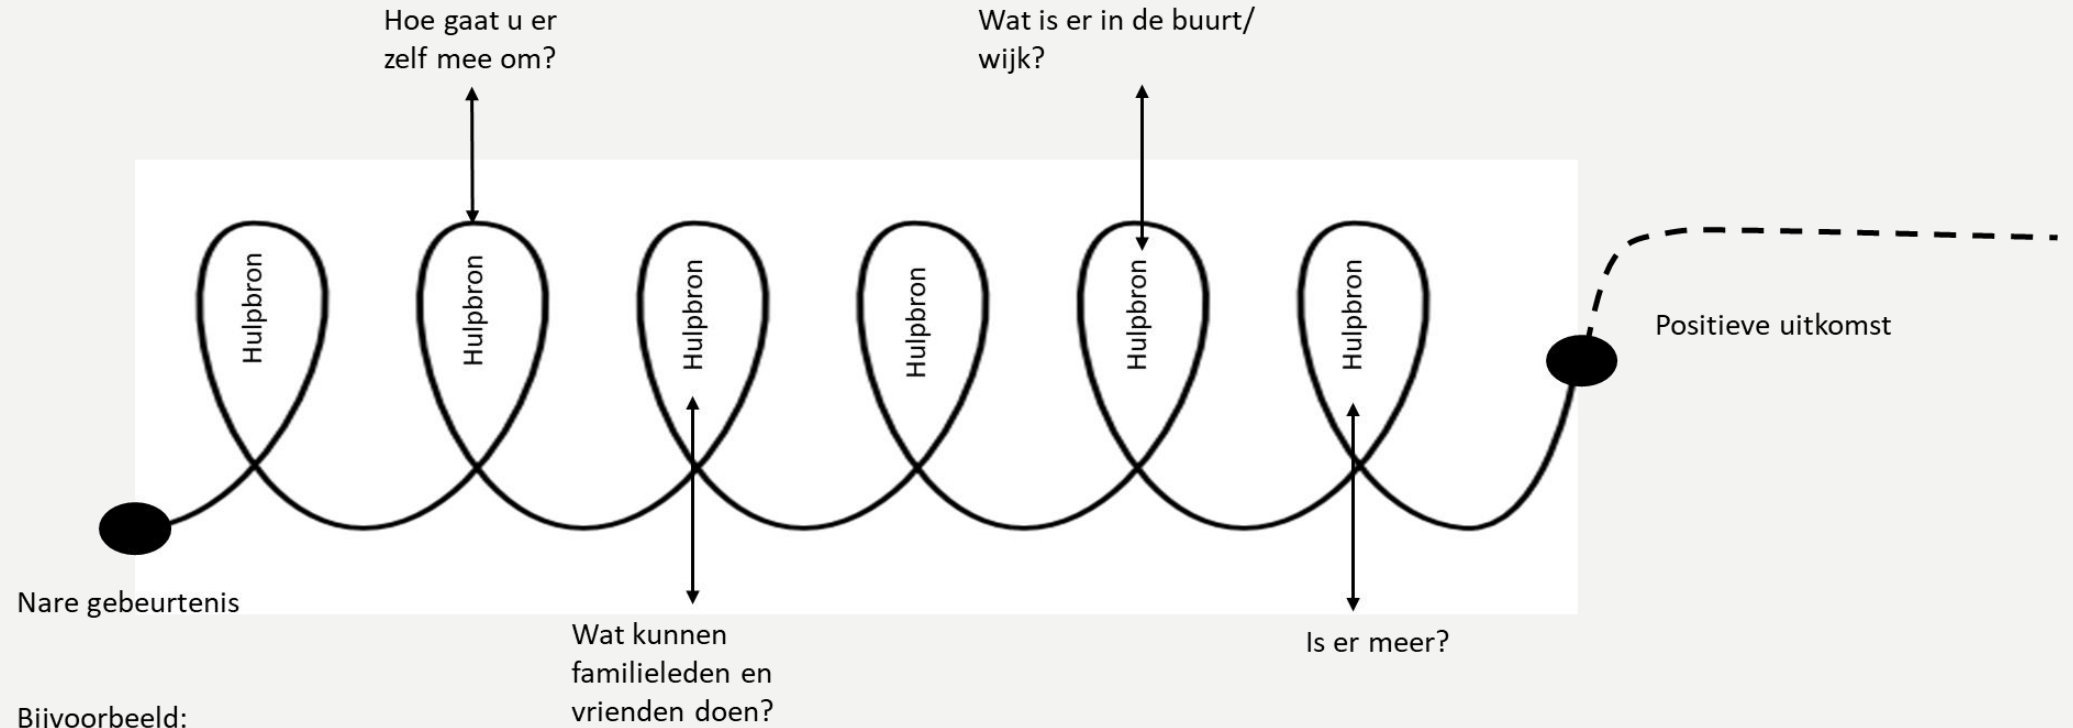 Hoe gaat u er
zelf mee om?
Wat is er in de buurt/
wijk?
Hulpbron
Hulpbron
Hulpbron
Hulpbron
Hulpbron
Hulpbron
Positieve uitkomst
Nare gebeurtenis
Wat kunnen
familieleden en
vrienden doen?
Is er meer?
Bijvoorbeeld: